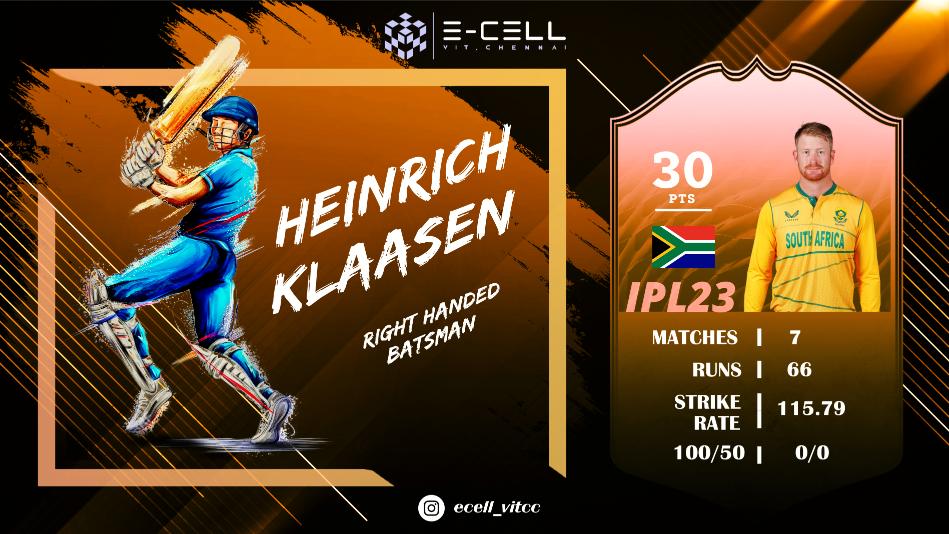 E-CELL
VIT, CHENNAI
HEINRICH
KLAASEN
RIGHT HANDED
BATSMAN
30
PTS
SOUTH AFRICA
IPL23
MATCHES | 7
RUNS | 66
STRIKE
RATE | 115.79
100/50 | 0/0
ecell_vitcc